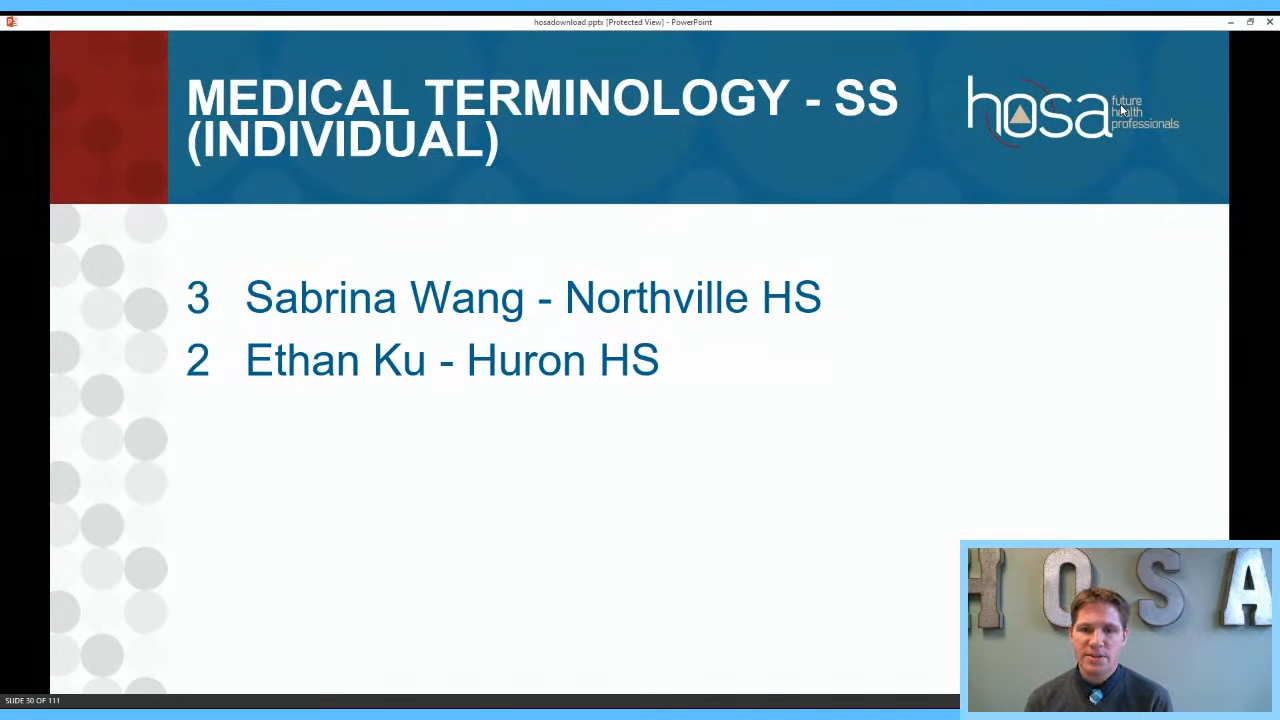 hosadownload.pptx [Protected View] - PowerPoint
MEDICAL TERMINOLOGY - SS
(INDIVIDUAL)
hosa future health professionals
3 Sabrina Wang - Northville HS
2 Ethan Ku - Huron HS
HOSA
SLIDE 30 OF 111